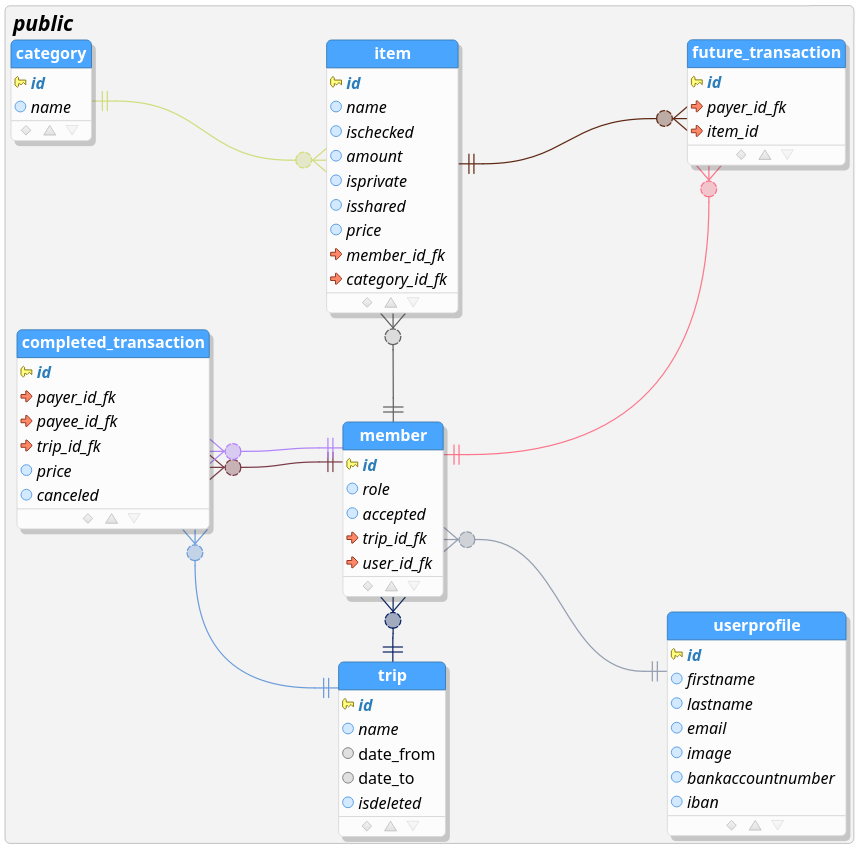 public
category
id
name
item
id
name
ischecked
amount
isprivate
isshared
price
member_id_fk
category_id_fk
future_transaction
id
payer_id_fk
item_id
completed_transaction
id
payer_id_fk
payee_id_fk
trip_id_fk
price
canceled
member
id
role
accepted
trip_id_fk
user_id_fk
trip
id
name
date_from
date_to
isdeleted
userprofile
id
firstname
lastname
email
image
bankaccountnumber
iban